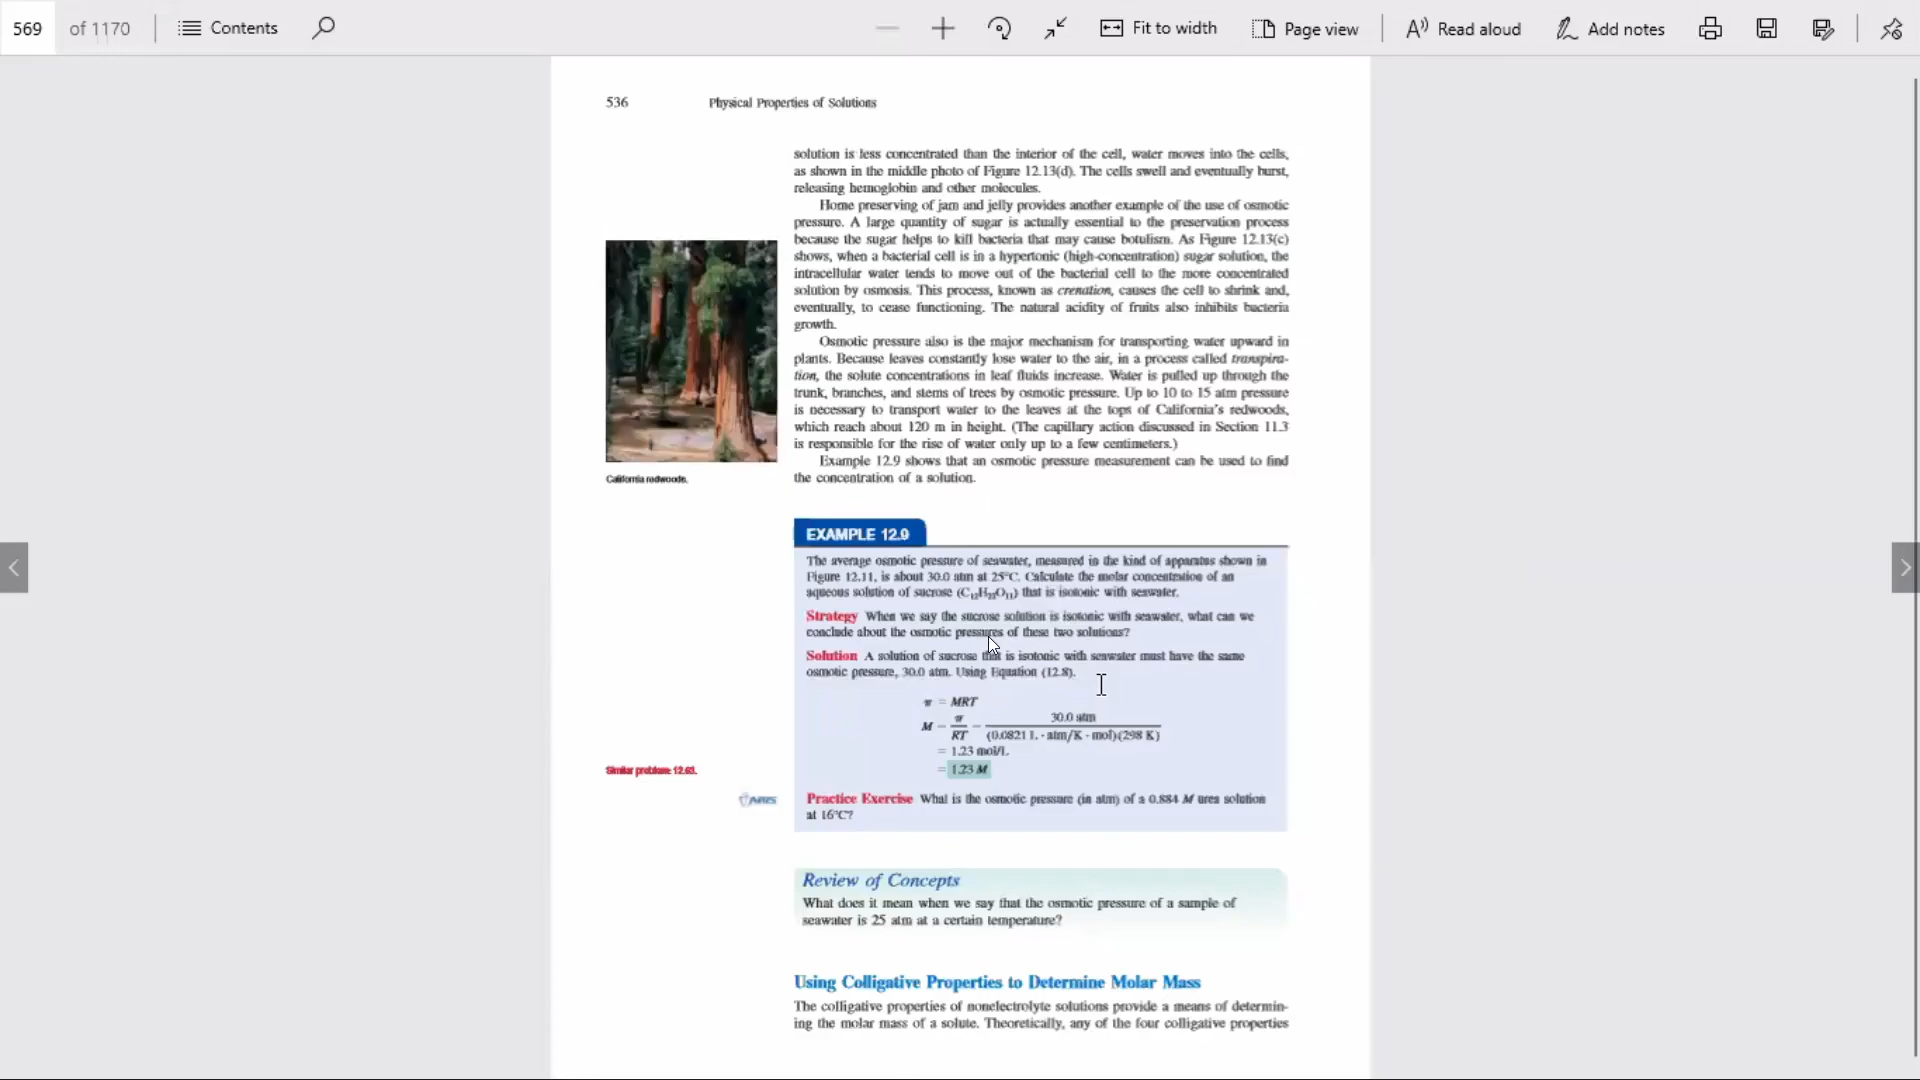 569 of 1170 Contents Fit to width Page view Read aloud Add notes
536 Physical Properties of Solutions
solution is less concentrated than the interior of the cell, water moves into the cells,
as shown in the middle photo of Figure 12.13(d). The cells swell and eventually burst,
releasing hemoglobin and other molecules.
Home preserving of jam and jelly provides another example of the use of osmotic
pressure. A large quantity of sugar is actually essential to the preservation process
because the sugar helps to kill bacteria that may cause botulism. As Figure 12.13(c)
shows, when a bacterial cell is in a hypertonic (high-concentration) sugar solution, the
intracellular water tends to move out of the bacterial cell to the more concentrated
solution by osmosis. This process, known as crenation, causes the cell to shrink and,
eventually, to cease functioning. The natural acidity of fruits also inhibits bacteria
growth.
Osmotic pressure also is the major mechanism for transporting water upward in
plants. Because leaves constantly lose water to the air, in a process called transpira-
tion, the solute concentrations in leaf fluids increase. Water is pulled up through the
trunk, branches, and stems of trees by osmotic pressure. Up to 10 to 15 atm pressure
is necessary to transport water to the leaves at the tops of California's redwoods,
which reach about 120 m in height. (The capillary action discussed in Section 11.3
is responsible for the rise of water only up to a few centimeters.)
Example 12.9 shows that an osmotic pressure measurement can be used to find
the concentration of a solution.
California redwoods.
EXAMPLE 12.9
The average osmotic pressure of seawater, measured in the kind of apparatus shown in
Figure 12.11, is about 30.0 atm at 25°C. Calculate the molar concentration of an
aqueous solution of sucrose (C₁₂H₂₂O₁₁) that is isotonic with seawater.
Strategy When we say the sucrose solution is isotonic with seawater, what can we
conclude about the osmotic pressures of these two solutions?
Solution A solution of sucrose that is isotonic with seawater must have the same
osmotic pressure, 30.0 atm. Using Equation (12.8),
π = MRT
M = π/RT = 30.0 atm/(0.0821 L · atm/K · mol)(298 K)
= 1.23 mol/L
= 1.23 M
Similar problem: 12.63.
ARIS
Practice Exercise What is the osmotic pressure (in atm) of a 0.884 M urea solution
at 16°C?
Review of Concepts
What does it mean when we say that the osmotic pressure of a sample of
seawater is 25 atm at a certain temperature?
Using Colligative Properties to Determine Molar Mass
The colligative properties of nonelectrolyte solutions provide a means of determin-
ing the molar mass of a solute. Theoretically, any of the four colligative properties